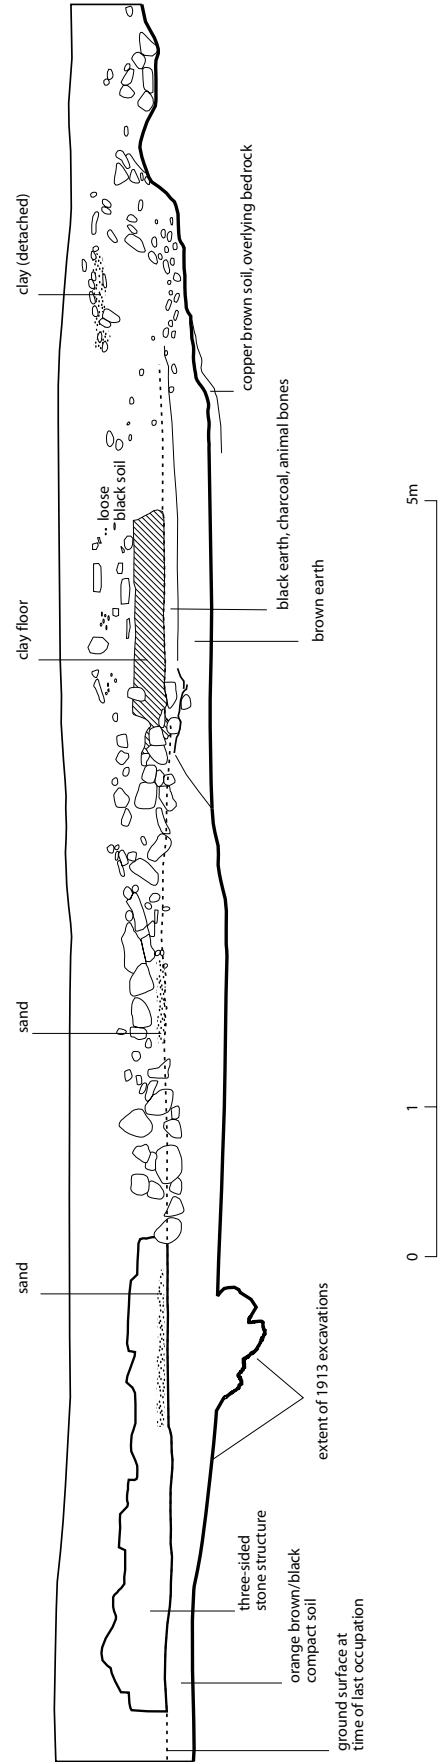 sand
sand
clay floor
clay (detached)
loose
black soil
ground surface at
time of last occupation
orange brown/black
compact soil
three-sided
stone structure
extent of 1913 excavations
brown earth
black earth, charcoal, animal bones
copper brown soil, overlying bedrock
0
1
5m